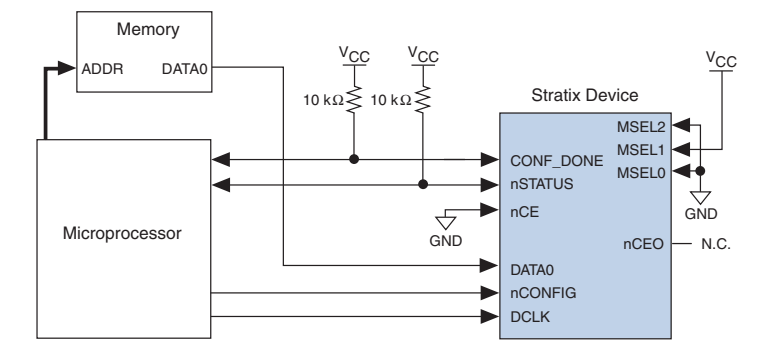 Memory
ADDR DATA0
VCC VCC
VCC
10 kΩ 10 kΩ
Stratix Device
MSEL2
MSEL1
MSEL0
CONF_DONE
nSTATUS
nCE
GND
GND
Microprocessor
nCEO N.C.
DATA0
nCONFIG
DCLK